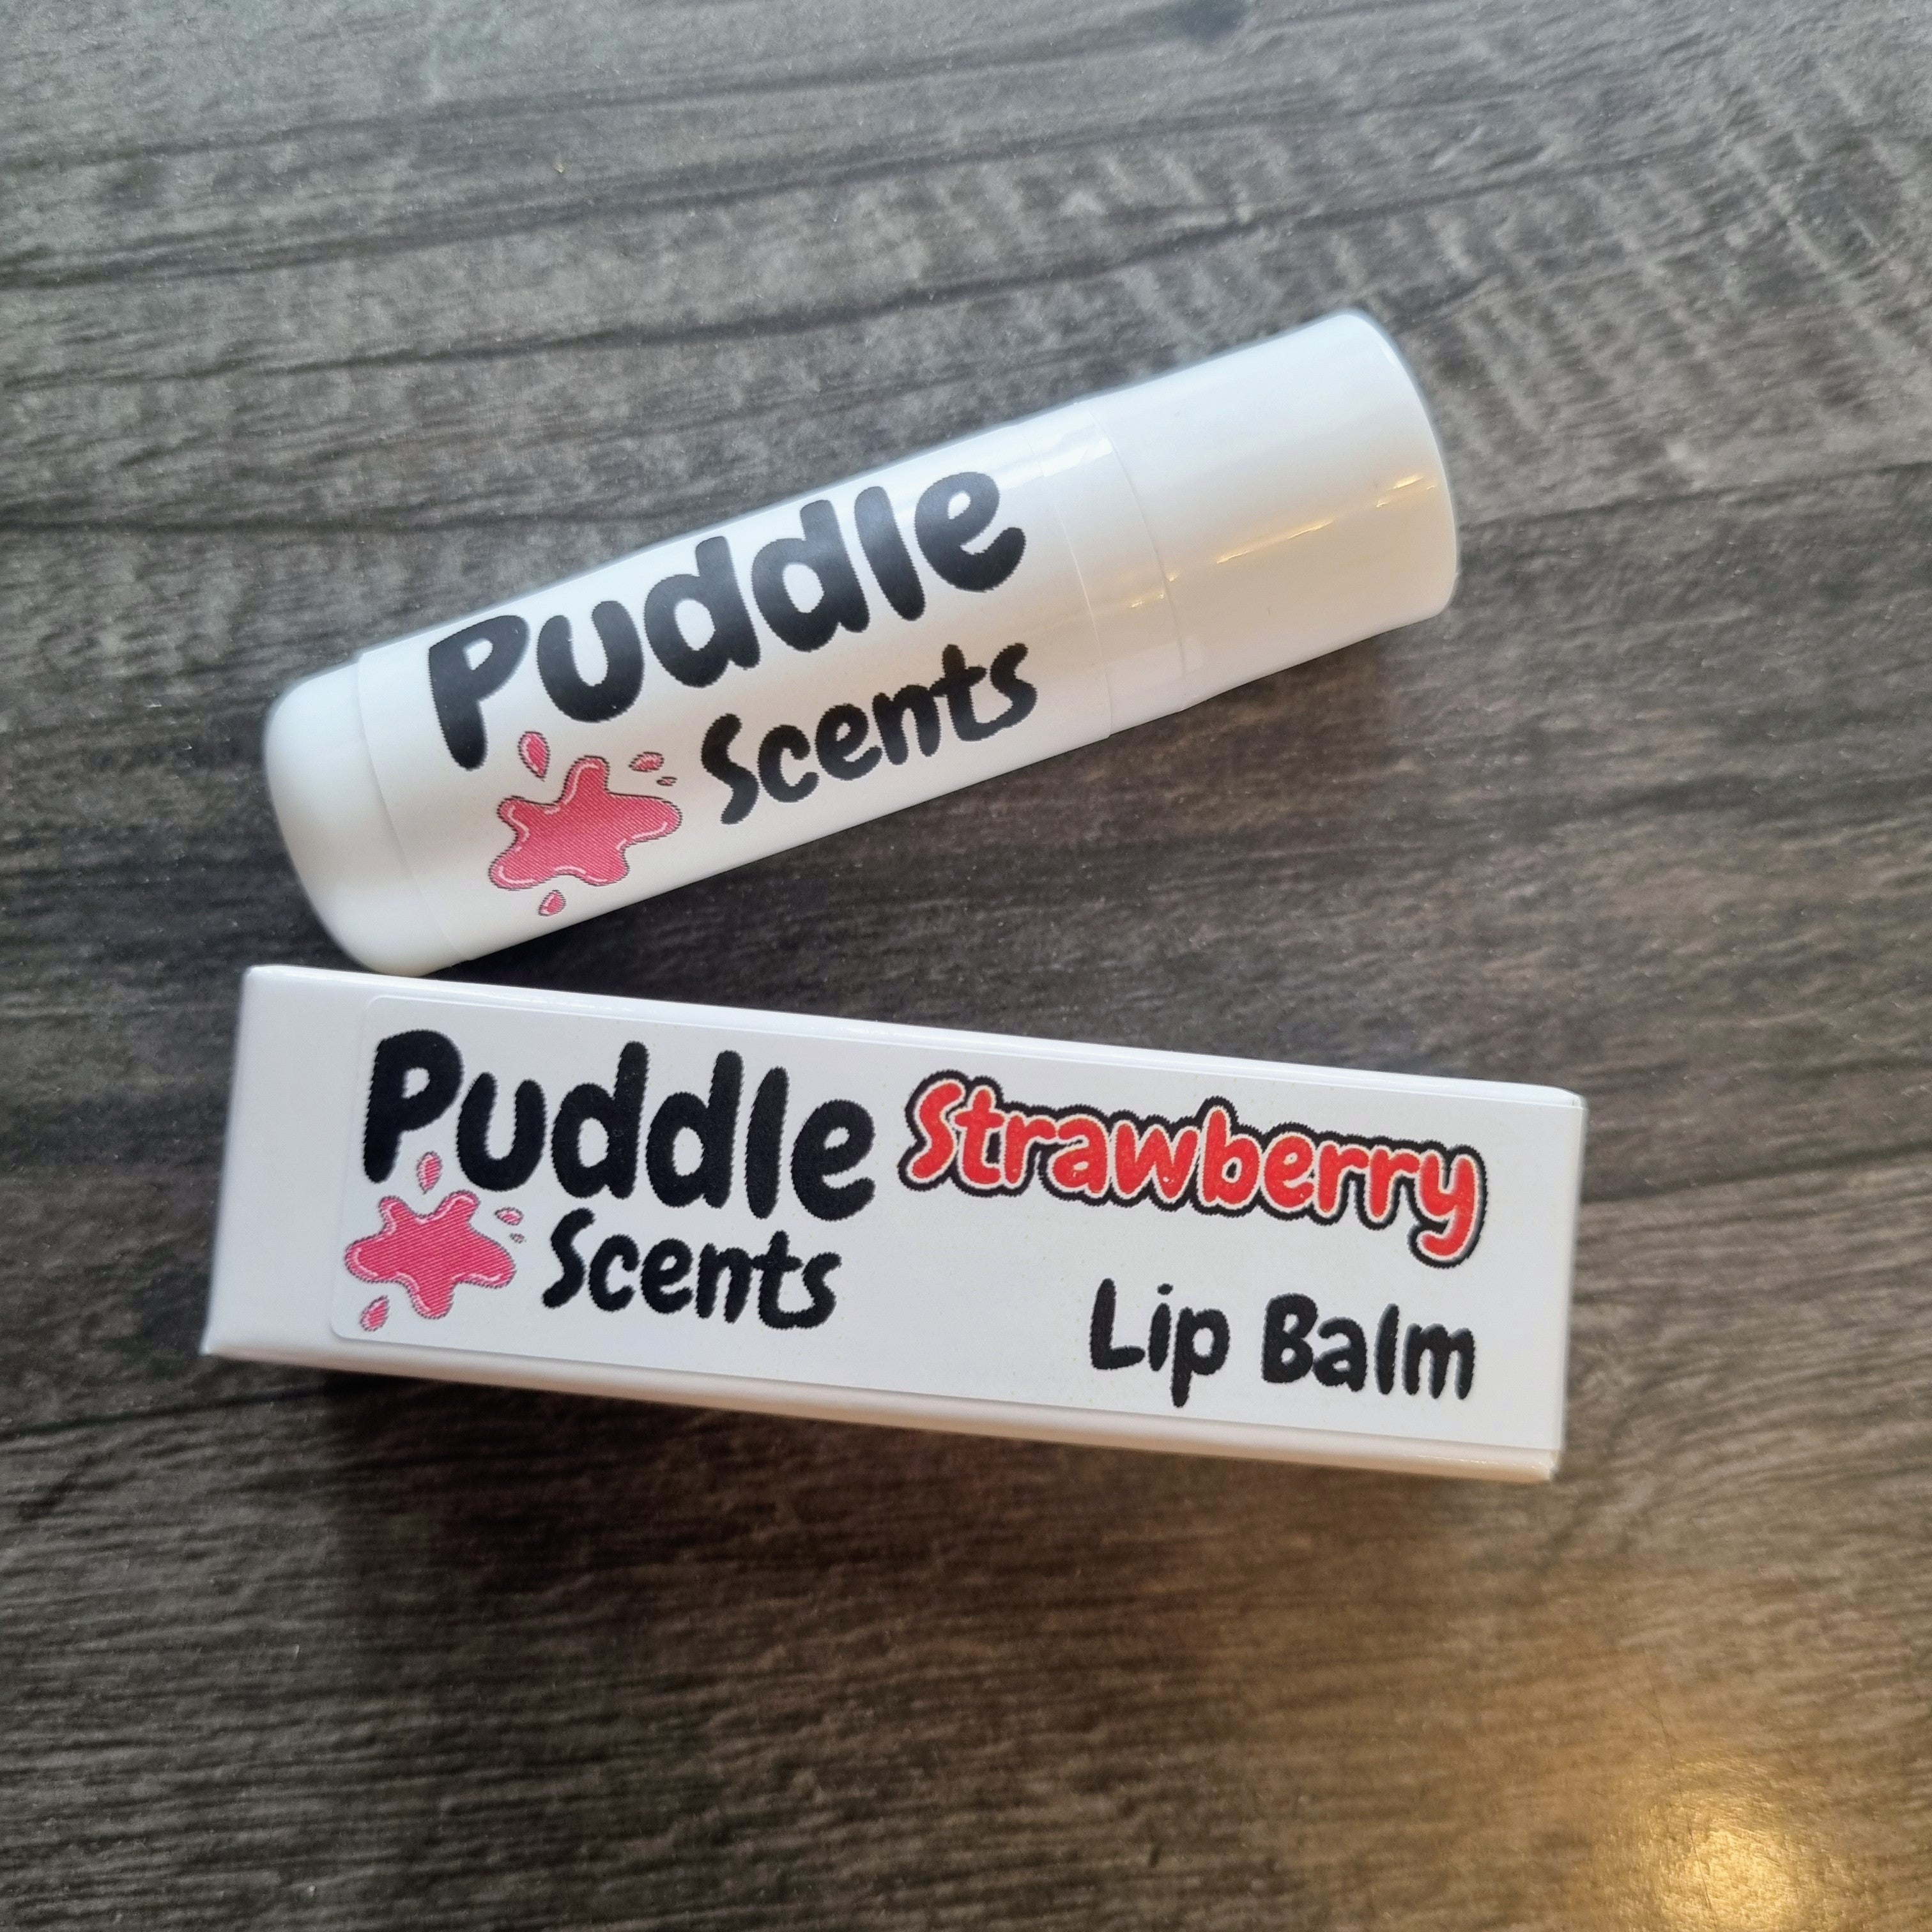 Puddle
Scents
Puddle
Scents
Strawberry
Lip Balm